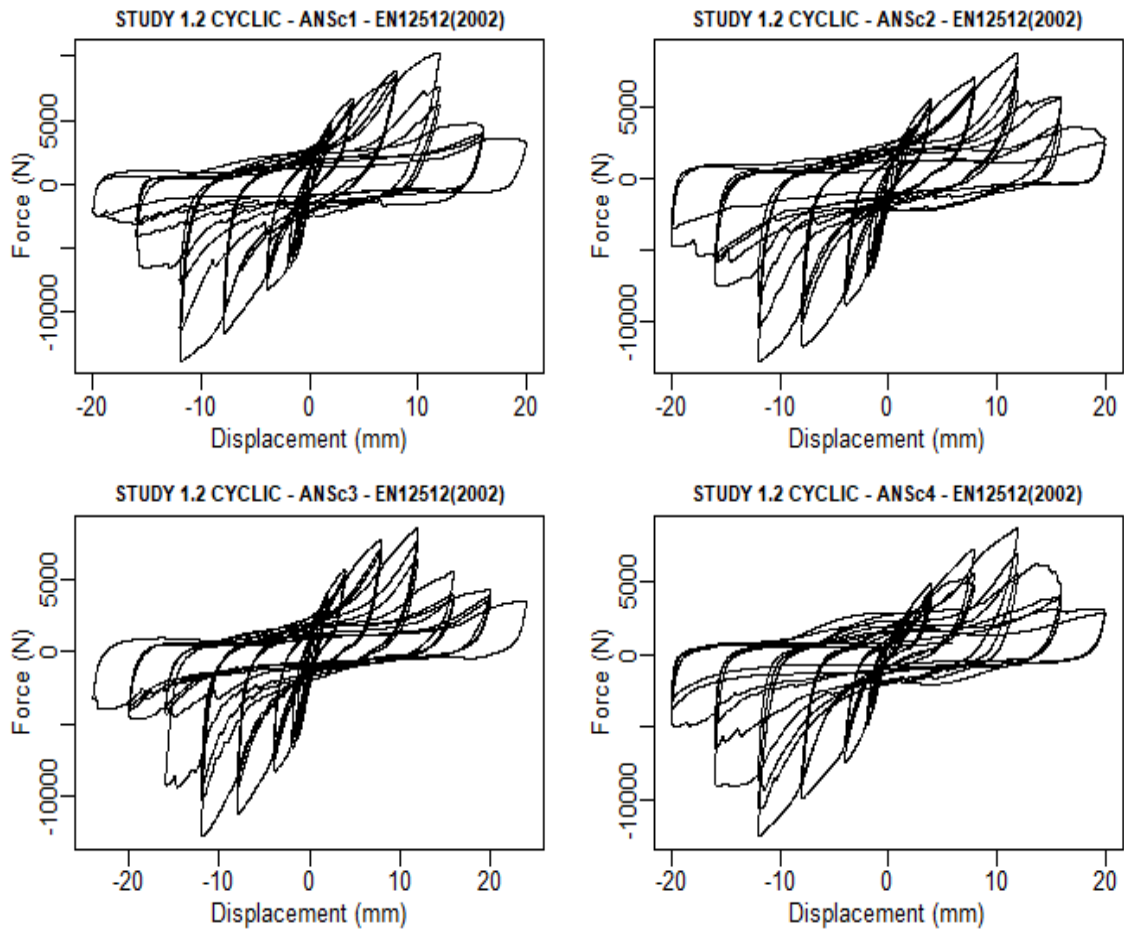 STUDY 1.2 CYCLIC - ANSc1 - EN12512(2002)
Force (N)
5000
0
-10000
-20 -10 0 10 20
Displacement (mm)
STUDY 1.2 CYCLIC - ANSc2 - EN12512(2002)
Force (N)
5000
0
-10000
-20 -10 0 10 20
Displacement (mm)
STUDY 1.2 CYCLIC - ANSc3 - EN12512(2002)
Force (N)
5000
0
-10000
-20 -10 0 10 20
Displacement (mm)
STUDY 1.2 CYCLIC - ANSc4 - EN12512(2002)
Force (N)
5000
0
-10000
-20 -10 0 10 20
Displacement (mm)